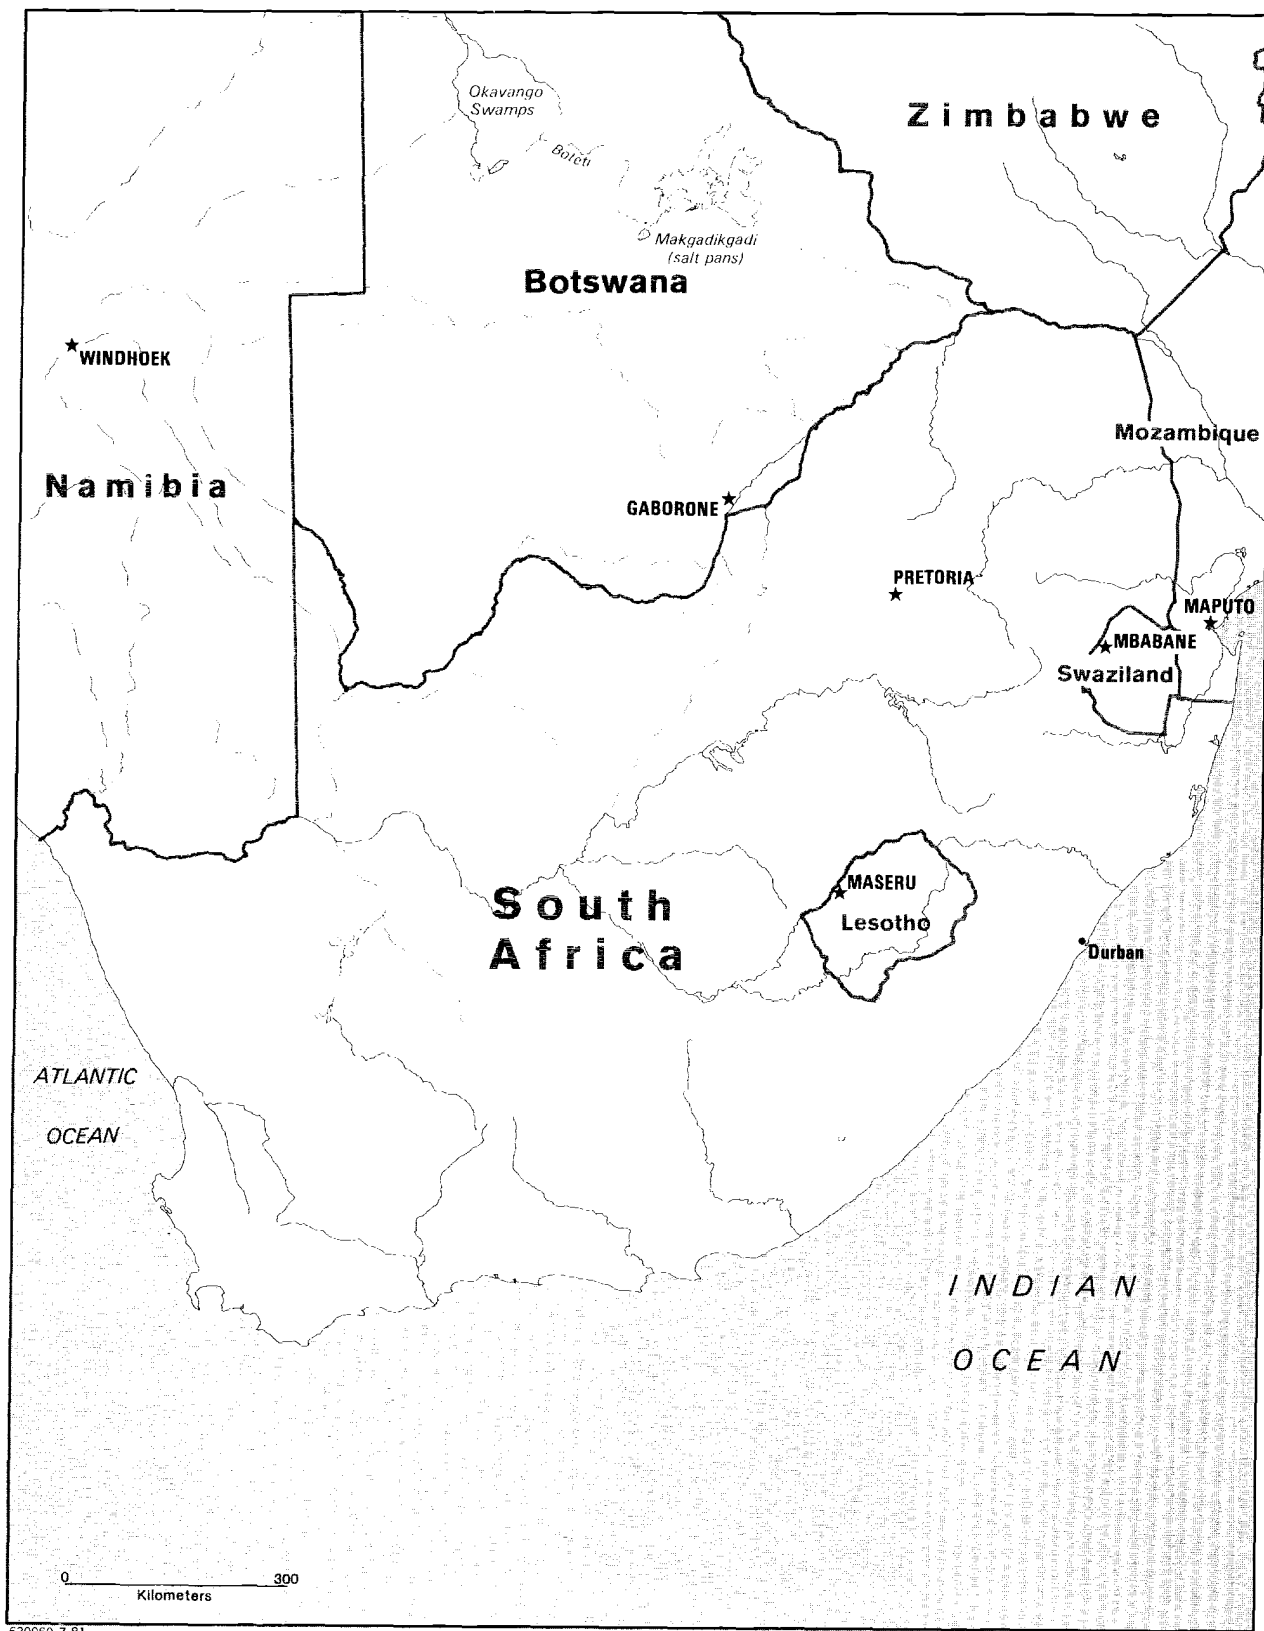 Okavango
Swamps
Zimbabwe
Boteti
Makgadikgadi
(salt pans)
Botswana
WINDHOEK
Mozambique
Namibia
GABORONE
PRETORIA
MAPUTO
MBABANE
Swaziland
MASERU
South
Africa
Lesotho
Durban
ATLANTIC
OCEAN
INDIAN
OCEAN
0 300
Kilometers